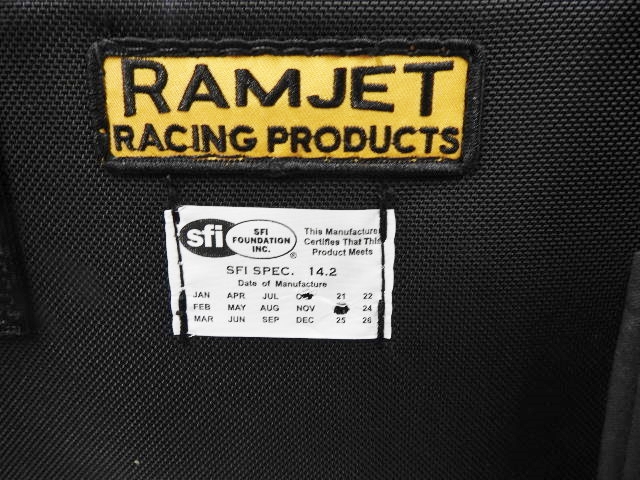 RAMJET
RACING PRODUCTS
sfi SFI FOUNDATION INC. ®
This Manufacturer
Certifies That This
Product Meets
SFI SPEC. 14.2
Date of Manufacture
JAN APR JUL 21 22
FEB MAY AUG NOV 24
MAR JUN SEP DEC 25 26